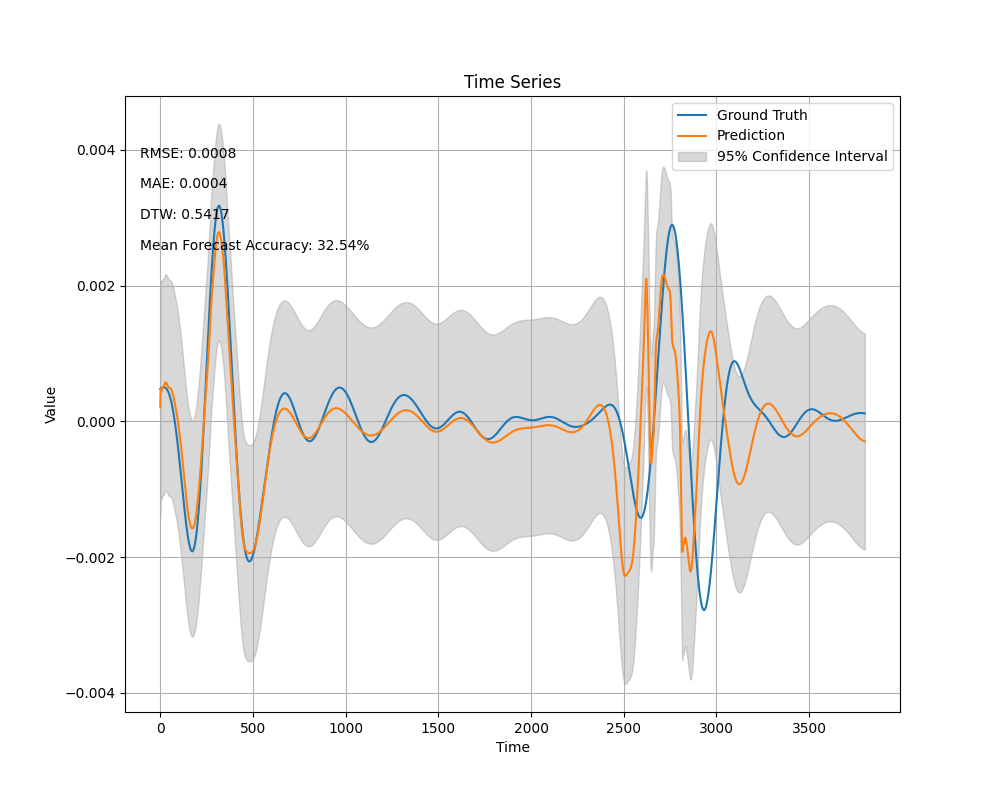 Time Series
Ground Truth
Prediction
95% Confidence Interval
RMSE: 0.0008
MAE: 0.0004
DTW: 0.5417
Mean Forecast Accuracy: 32.54%
Value
0.004
0.002
0.000
−0.002
−0.004
0 500 1000 1500 2000 2500 3000 3500
Time